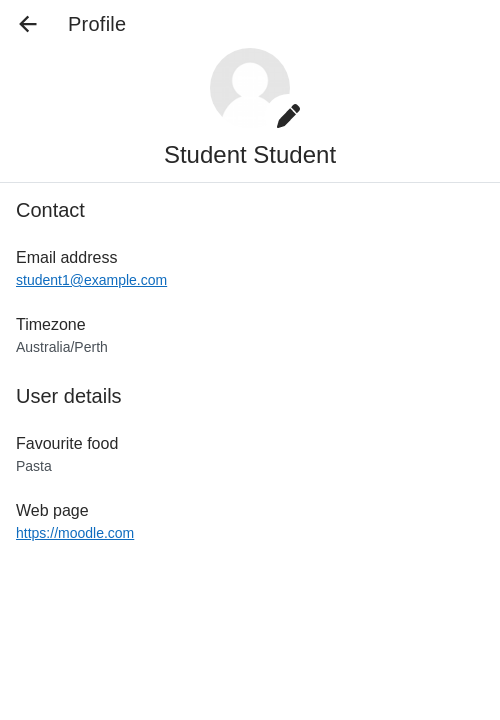 Profile
Student Student
Contact
Email address
student1@example.com
Timezone
Australia/Perth
User details
Favourite food
Pasta
Web page
https://moodle.com